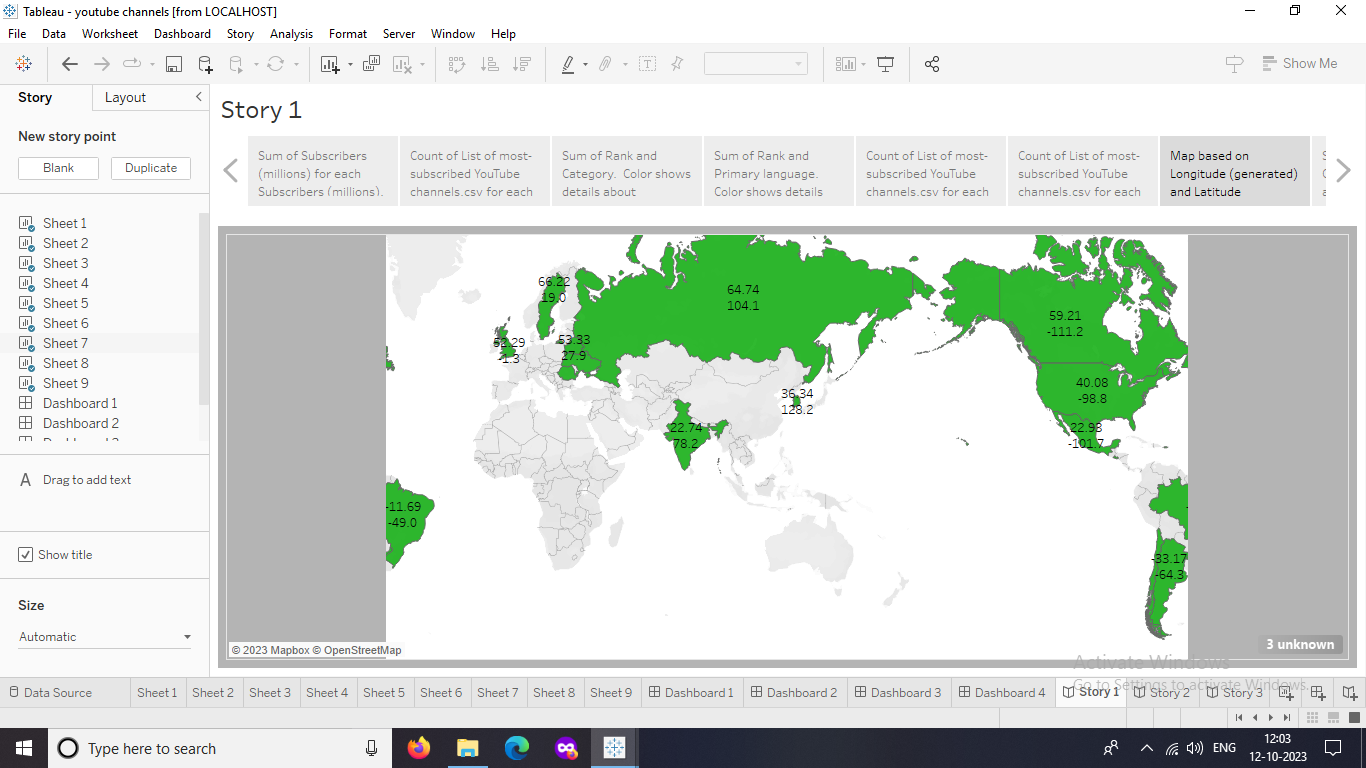 Tableau - youtube channels [from LOCALHOST]
File Data Worksheet Dashboard Story Analysis Format Server Window Help
Show Me
Story Layout
New story point
Blank Duplicate
Sheet 1
Sheet 2
Sheet 3
Sheet 4
Sheet 5
Sheet 6
Sheet 7
Sheet 8
Sheet 9
Dashboard 1
Dashboard 2
A Drag to add text
Show title
Size
Automatic
Story 1
Sum of Subscribers
(millions) for each
Subscribers (millions).
Count of List of most-
subscribed YouTube
channels.csv for each
Sum of Rank and
Category. Color shows
details about
Sum of Rank and
Primary language.
Color shows details
Count of List of most-
subscribed YouTube
channels.csv for each
Count of List of most-
subscribed YouTube
channels.csv for each
Map based on
Longitude (generated)
and Latitude
66.22
19.0
64.74
104.1
59.21
-111.2
53.33
27.9
-1.3
40.08
-98.8
36.34
128.2
22.74
78.2
22.93
-101.7
-11.69
-49.0
-33.17
-64.3
© 2023 Mapbox © OpenStreetMap
3 unknown
Activate Windows
Go to Settings to activate Windows.
Data Source Sheet 1 Sheet 2 Sheet 3 Sheet 4 Sheet 5 Sheet 6 Sheet 7 Sheet 8 Sheet 9 Dashboard 1 Dashboard 2 Dashboard 3 Dashboard 4 Story 1 Story 2 Story 3
Type here to search
ENG
12:03
12-10-2023